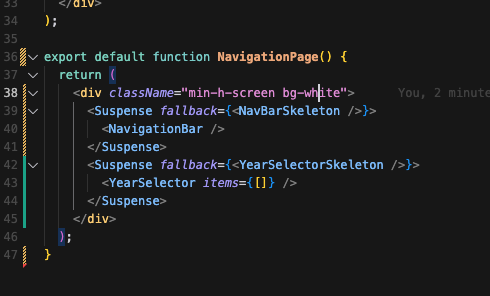 33 </div>
34 );
35
36 export default function NavigationPage() {
37 return (
38 <div className="min-h-screen bg-white"> You, 2 minute
39 <Suspense fallback={<NavBarSkeleton />}>
40 <NavigationBar />
41 </Suspense>
42 <Suspense fallback={<YearSelectorSkeleton />}>
43 <YearSelector items={[]} />
44 </Suspense>
45 </div>
46 );
47 }